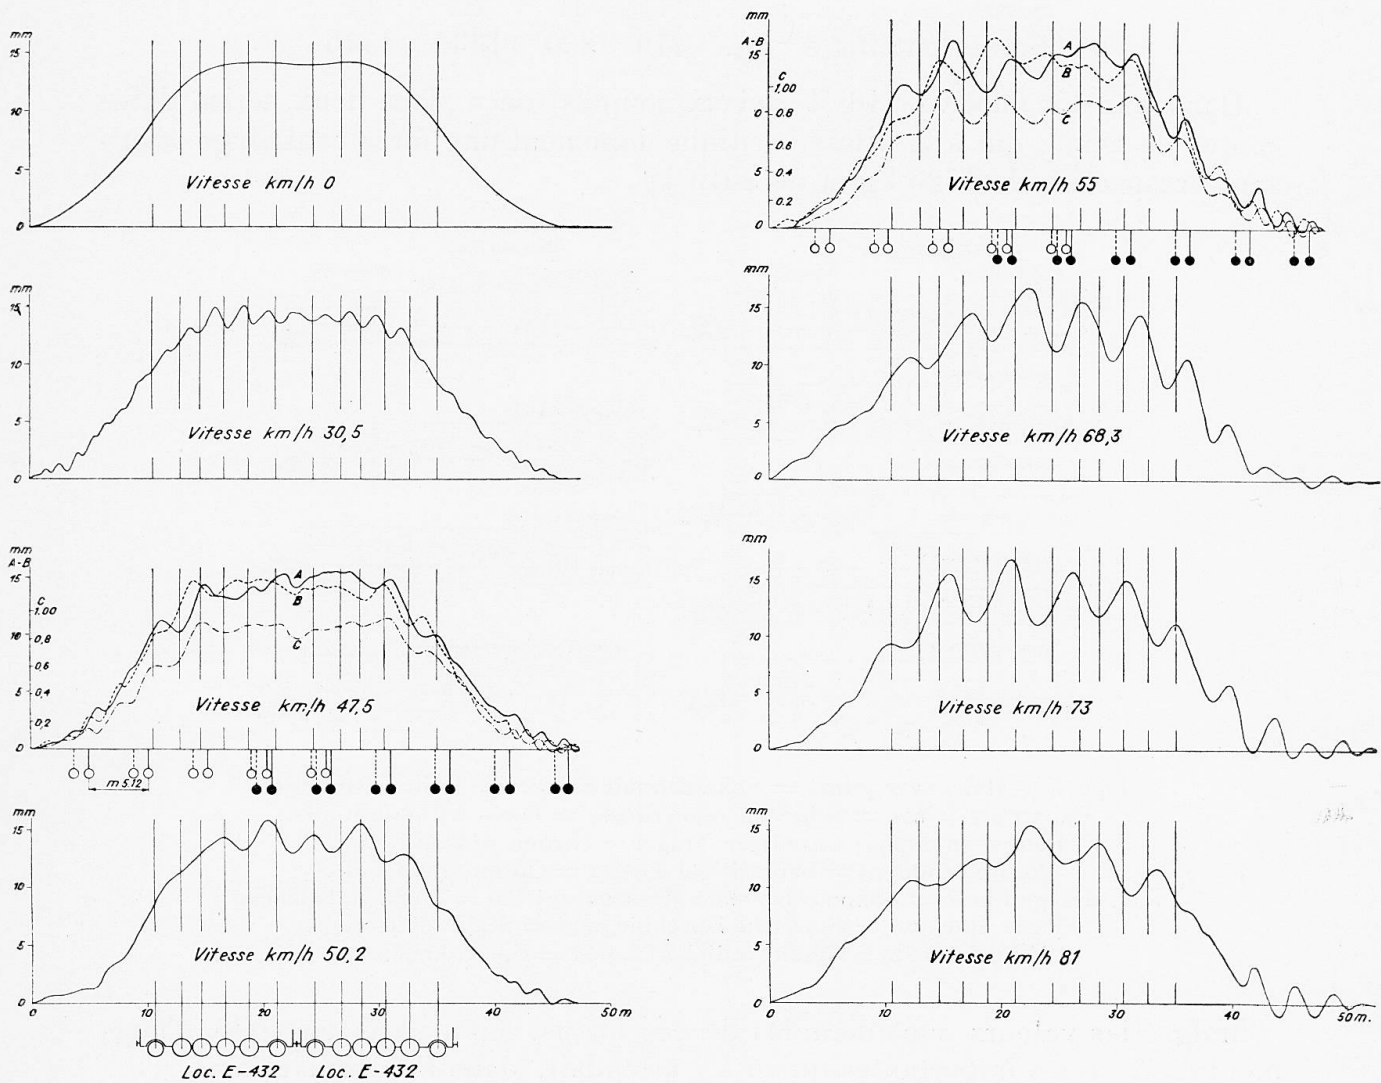 mm
15
10
5
0
Vitesse km/h 0
mm
15
10
5
0
Vitesse km/h 30,5
mm
A-B
15
C
1,00
10
0,8
0,6
5
0,4
0,2
0
A
B
C
Vitesse km/h 47,5
m 5.12
mm
15
10
5
0
Vitesse km/h 50,2
0 10 20 30 40 50 m
Loc. E-432 Loc. E-432
mm
A-B
15
C
1,00
10
0.8
0.6
5
0.4
0.2
0
A
B
C
Vitesse km/h 55
mm
15
10
5
0
Vitesse km/h 68,3
mm
15
10
5
0
Vitesse km/h 73
mm
15
10
5
0
Vitesse km/h 81
0 10 20 30 40 50 m.